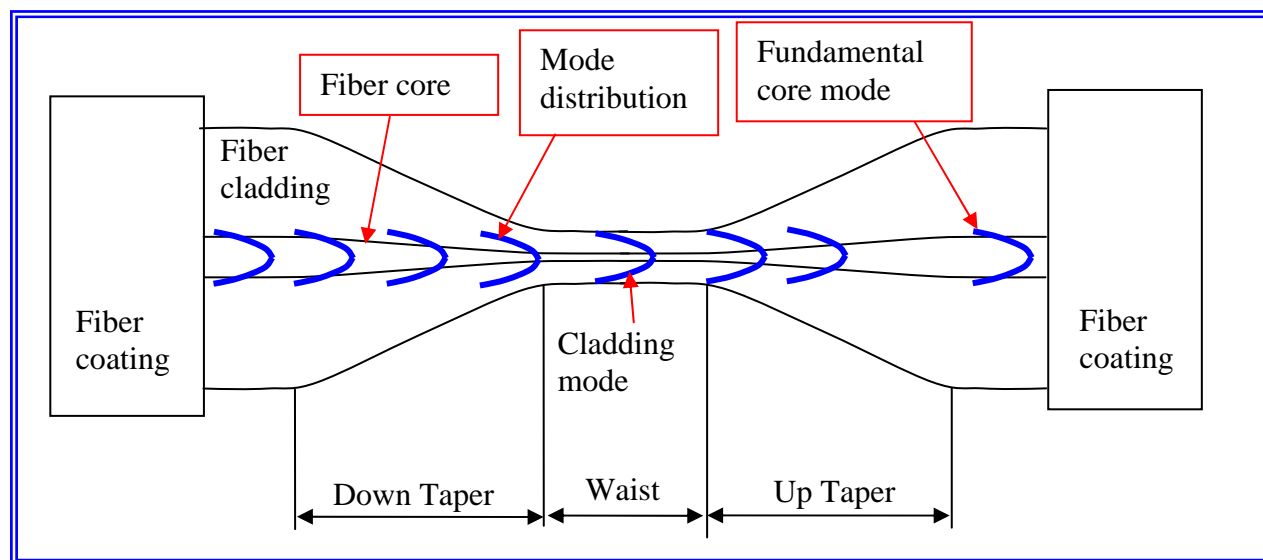 Fiber core
Mode
distribution
Fundamental
core mode
Fiber
cladding
Fiber
coating
Cladding
mode
Fiber
coating
Down Taper
Waist
Up Taper